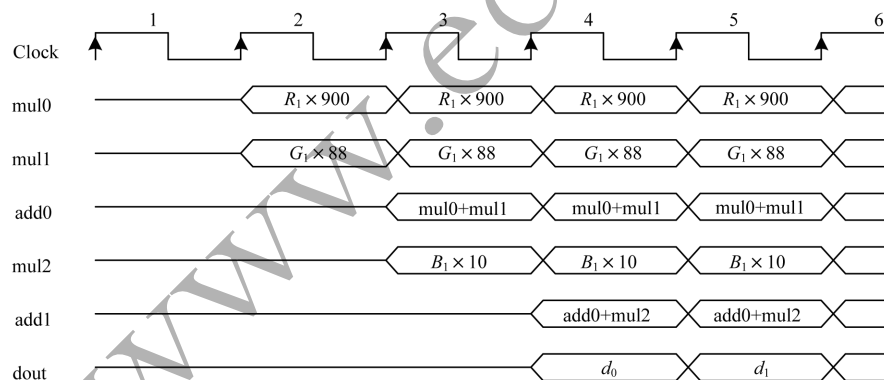 1 2 3 4 5 6
Clock
mul0 R₁ × 900 R₁ × 900 R₁ × 900 R₁ × 900
mul1 G₁ × 88 G₁ × 88 G₁ × 88 G₁ × 88
add0 mul0+mul1 mul0+mul1 mul0+mul1
mul2 B₁ × 10 B₁ × 10 B₁ × 10
add1 add0+mul2 add0+mul2
dout d₀ d₁
www.ec